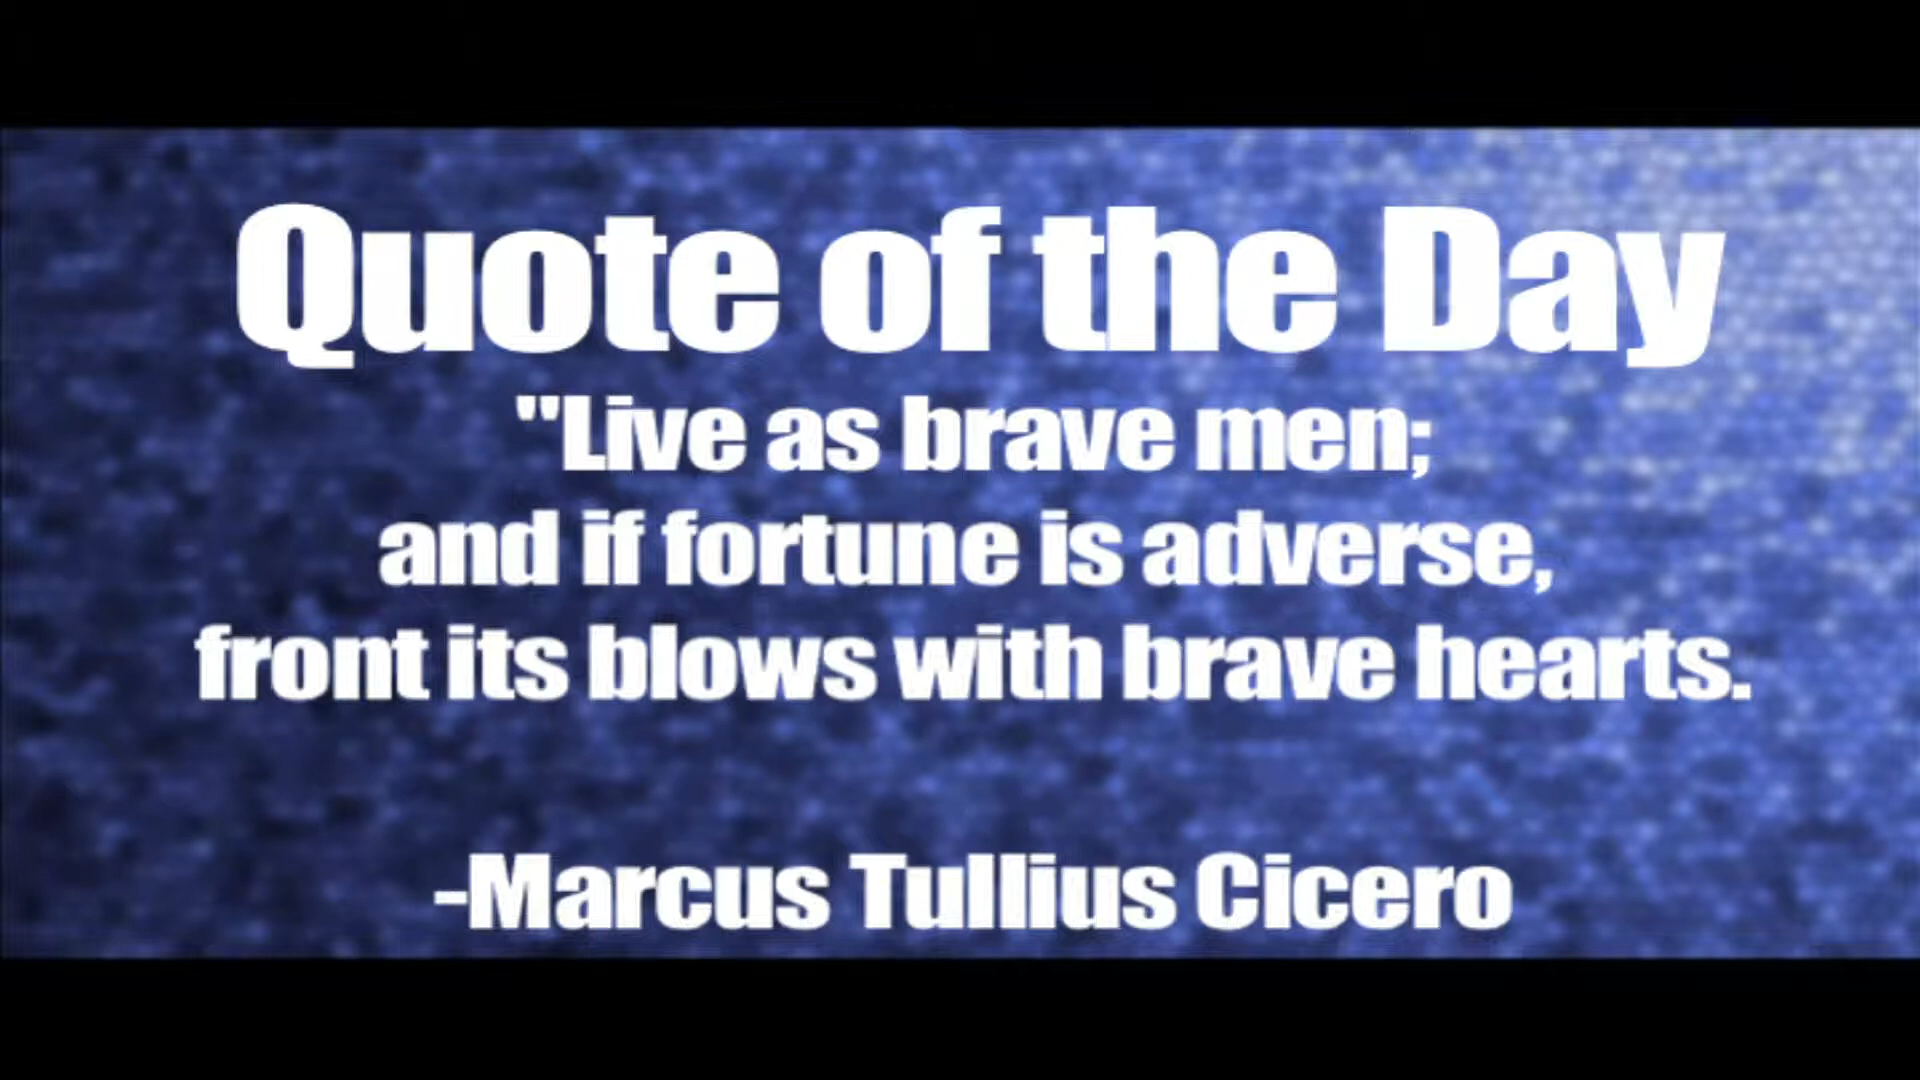 Quote of the Day
"Live as brave men;
and if fortune is adverse,
front its blows with brave hearts.
-Marcus Tullius Cicero